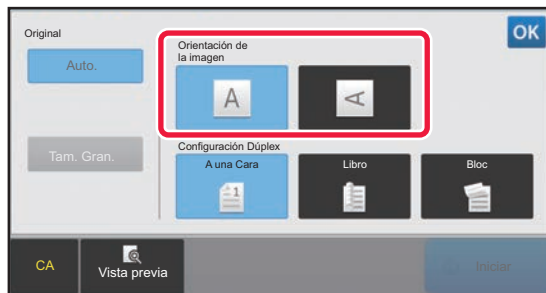 Original
OK
Orientación de
la imagen
Auto.
A
A
Tam. Gran.
Configuración Dúplex
A una Cara
Libro
Bloc
1
CA
Vista previa
Iniciar